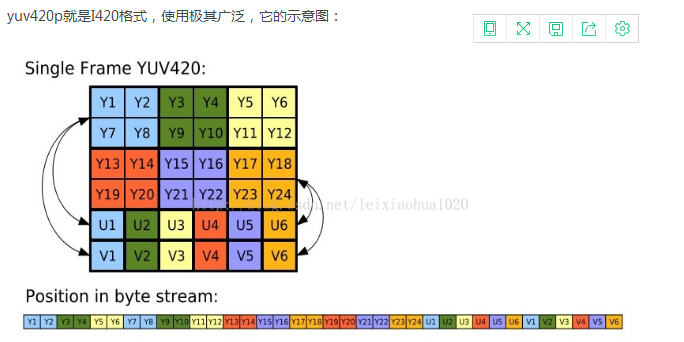 yuv420p就是I420格式，使用极其广泛，它的示意图：
Single Frame YUV420:
Y1 Y2 Y3 Y4 Y5 Y6
Y7 Y8 Y9 Y10 Y11 Y12
Y13 Y14 Y15 Y16 Y17 Y18
Y19 Y20 Y21 Y22 Y23 Y24
U1 U2 U3 U4 U5 U6
V1 V2 V3 V4 V5 V6
Position in byte stream:
Y1 Y2 Y3 Y4 Y5 Y6 Y7 Y8 Y9 Y10 Y11 Y12 Y13 Y14 Y15 Y16 Y17 Y18 Y19 Y20 Y21 Y22 Y23 Y24 U1 U2 U3 U4 U5 U6 V1 V2 V3 V4 V5 V6